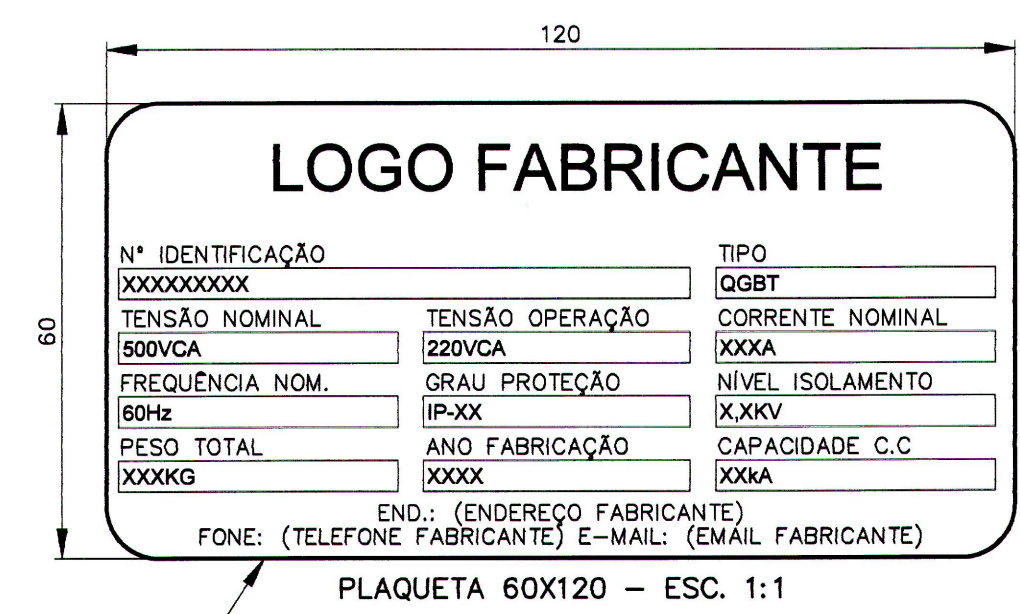 120
60
LOGO FABRICANTE
Nº IDENTIFICAÇÃO TIPO
XXXXXXXXX QGBT
TENSÃO NOMINAL TENSÃO OPERAÇÃO CORRENTE NOMINAL
500VCA 220VCA XXXA
FREQUÊNCIA NOM. GRAU PROTEÇÃO NÍVEL ISOLAMENTO
60Hz IP-XX X,XKV
PESO TOTAL ANO FABRICAÇÃO CAPACIDADE C.C
XXXKG XXXX XXkA
END.: (ENDEREÇO FABRICANTE)
FONE: (TELEFONE FABRICANTE) E-MAIL: (EMAIL FABRICANTE)
PLAQUETA 60X120 – ESC. 1:1